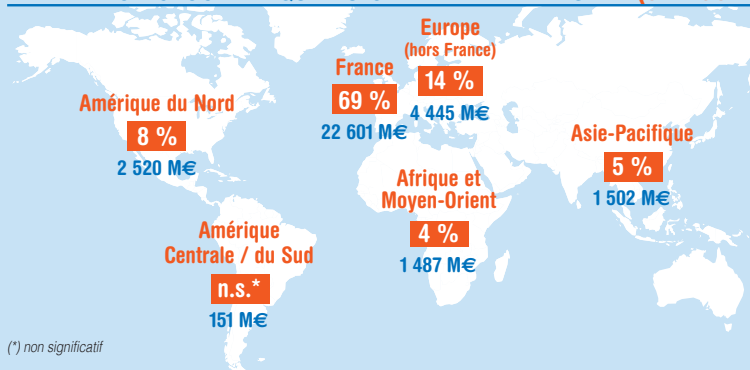 Europe
(hors France)
14 %
4 445 M€
France
69 %
22 601 M€
Amérique du Nord
8 %
2 520 M€
Asie-Pacifique
5 %
1 502 M€
Afrique et
Moyen-Orient
4 %
1 487 M€
Amérique
Centrale / du Sud
n.s.*
151 M€
(*) non significatif